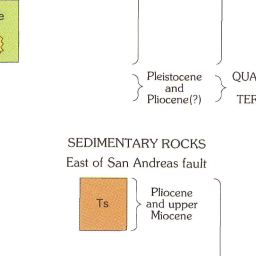 Pleistocene
and
Pliocene(?)
SEDIMENTARY ROCKS
East of San Andreas fault
Ts
Pliocene
and upper
Miocene